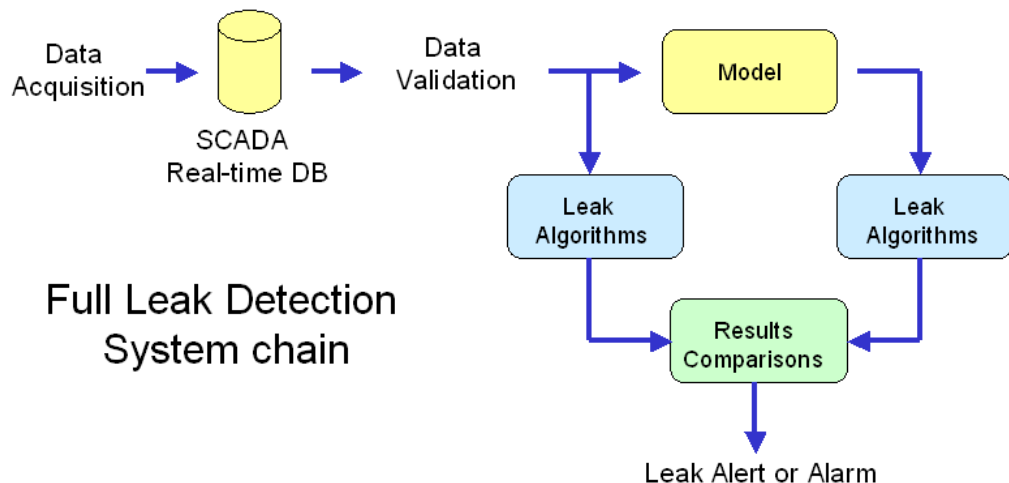 Data
Acquisition
SCADA
Real-time DB
Data
Validation
Model
Leak
Algorithms
Leak
Algorithms
Full Leak Detection
System chain
Results
Comparisons
Leak Alert or Alarm